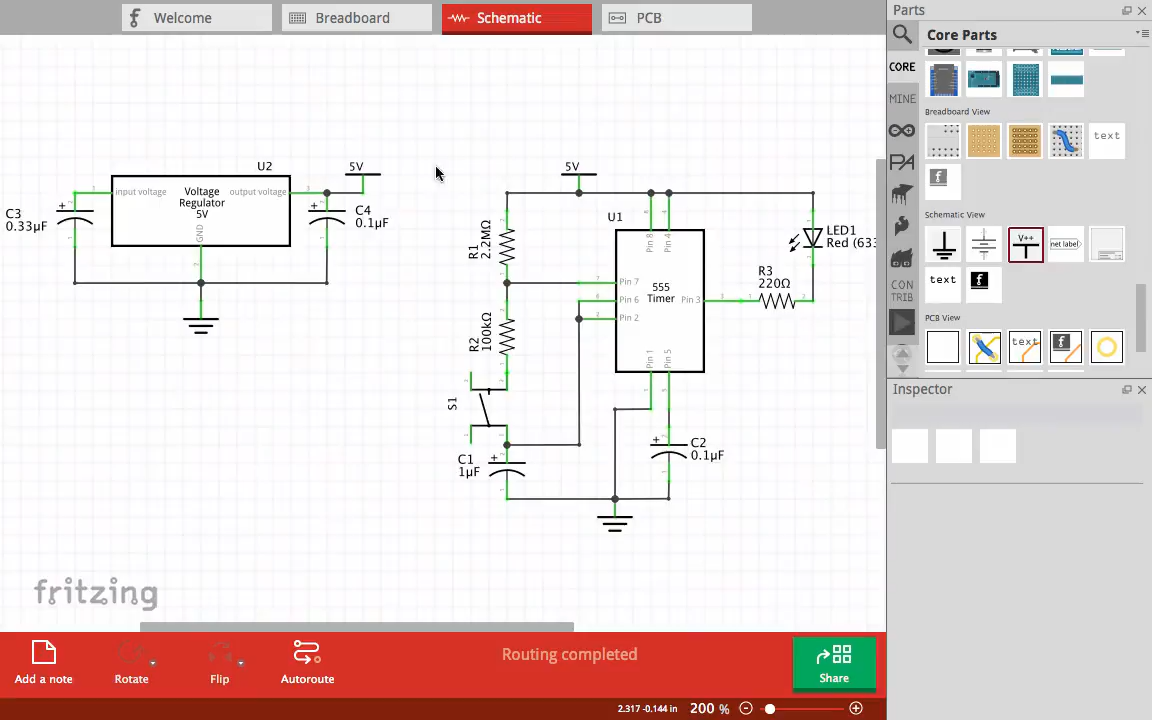 Welcome
Breadboard
Schematic
PCB
Parts
Core Parts
CORE
MINE
PA
CON
TRIB
Breadboard View
text
Schematic View
V++
net label
text
PCB View
text
Inspector
U2
5V
input voltage
Voltage
Regulator
5V
output voltage
GND
C3
0.33µF
C4
0.1µF
5V
U1
R1
2.2MΩ
Pin 8
Pin 4
LED1
Red (633
Pin 7
Pin 6
Pin 2
555
Timer
Pin 3
R3
220Ω
R2
100kΩ
Pin 1
Pin 5
S1
C1
1µF
C2
0.1µF
fritzing
Add a note
Rotate
Flip
Autoroute
Routing completed
Share
2.317 -0.144 in
200 %